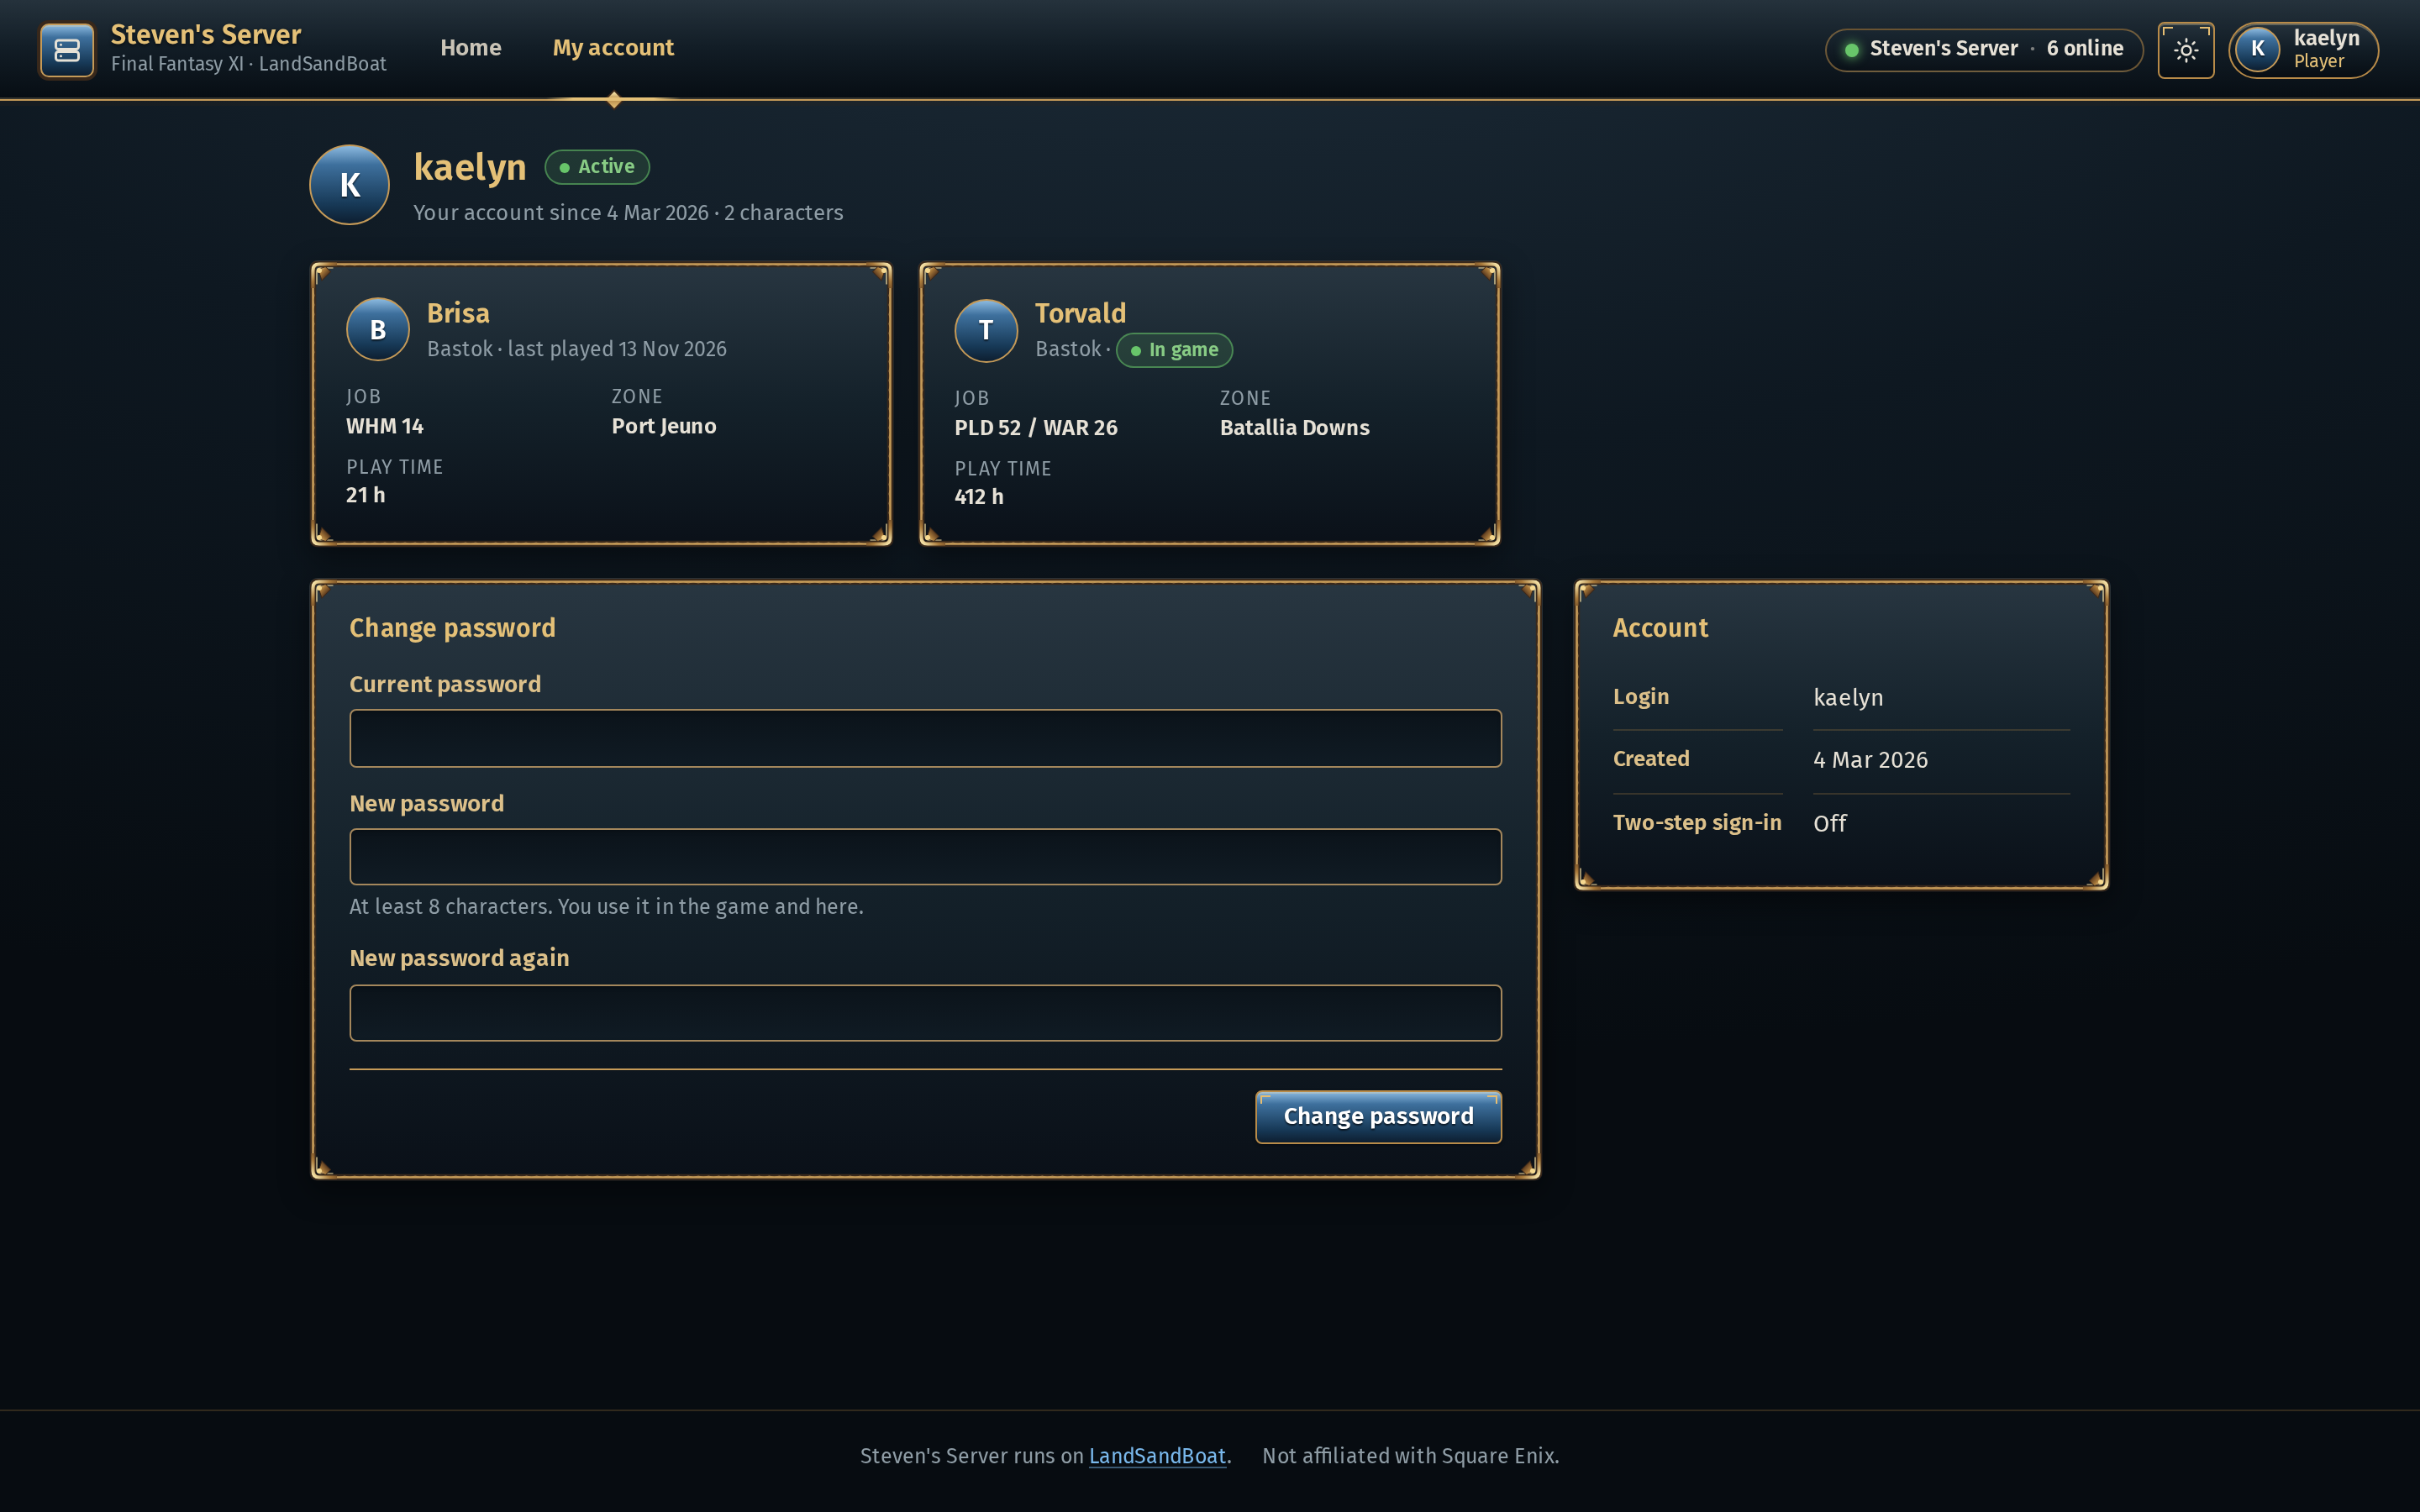 Steven's Server
Final Fantasy XI · LandSandBoat
Home
My account
Steven's Server · 6 online
K
kaelyn
Player
K
kaelyn
Active
Your account since 4 Mar 2026 · 2 characters
B
Brisa
Bastok · last played 13 Nov 2026
JOB
WHM 14
ZONE
Port Jeuno
PLAY TIME
21 h
T
Torvald
Bastok · In game
JOB
PLD 52 / WAR 26
ZONE
Batallia Downs
PLAY TIME
412 h
Change password
Current password
New password
At least 8 characters. You use it in the game and here.
New password again
Change password
Account
Login kaelyn
Created 4 Mar 2026
Two-step sign-in Off
Steven's Server runs on LandSandBoat. Not affiliated with Square Enix.